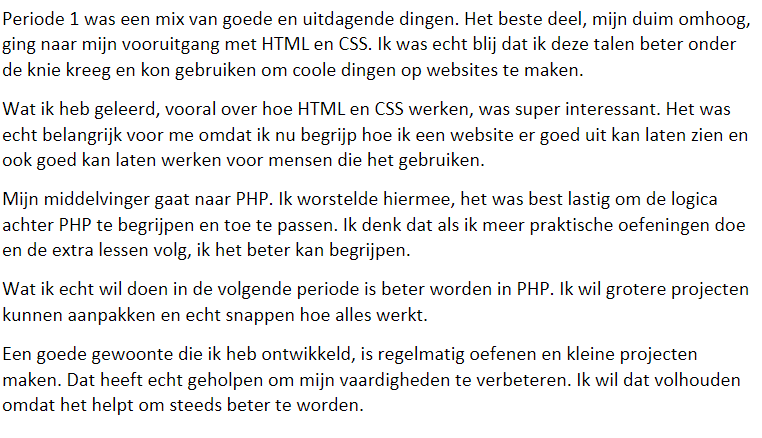 Periode 1 was een mix van goede en uitdagende dingen. Het beste deel, mijn duim omhoog,
ging naar mijn vooruitgang met HTML en CSS. Ik was echt blij dat ik deze talen beter onder
de knie kreeg en kon gebruiken om coole dingen op websites te maken.
Wat ik heb geleerd, vooral over hoe HTML en CSS werken, was super interessant. Het was
echt belangrijk voor me omdat ik nu begrijp hoe ik een website er goed uit kan laten zien en
ook goed kan laten werken voor mensen die het gebruiken.
Mijn middelvinger gaat naar PHP. Ik worstelde hiermee, het was best lastig om de logica
achter PHP te begrijpen en toe te passen. Ik denk dat als ik meer praktische oefeningen doe
en de extra lessen volg, ik het beter kan begrijpen.
Wat ik echt wil doen in de volgende periode is beter worden in PHP. Ik wil grotere projecten
kunnen aanpakken en echt snappen hoe alles werkt.
Een goede gewoonte die ik heb ontwikkeld, is regelmatig oefenen en kleine projecten
maken. Dat heeft echt geholpen om mijn vaardigheden te verbeteren. Ik wil dat volhouden
omdat het helpt om steeds beter te worden.